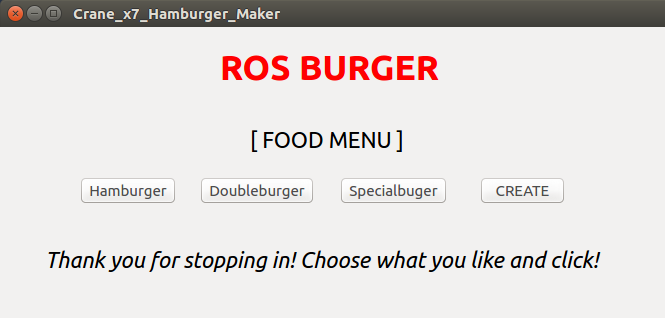 Crane_x7_Hamburger_Maker
ROS BURGER
[ FOOD MENU ]
Hamburger Doubleburger Specialbuger CREATE
Thank you for stopping in! Choose what you like and click!